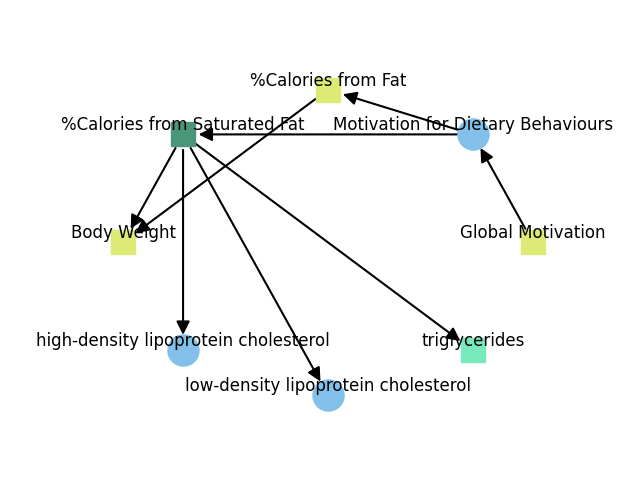 %Calories from Fat
%Calories from Saturated Fat
Motivation for Dietary Behaviours
Body Weight
Global Motivation
high-density lipoprotein cholesterol
triglycerides
low-density lipoprotein cholesterol